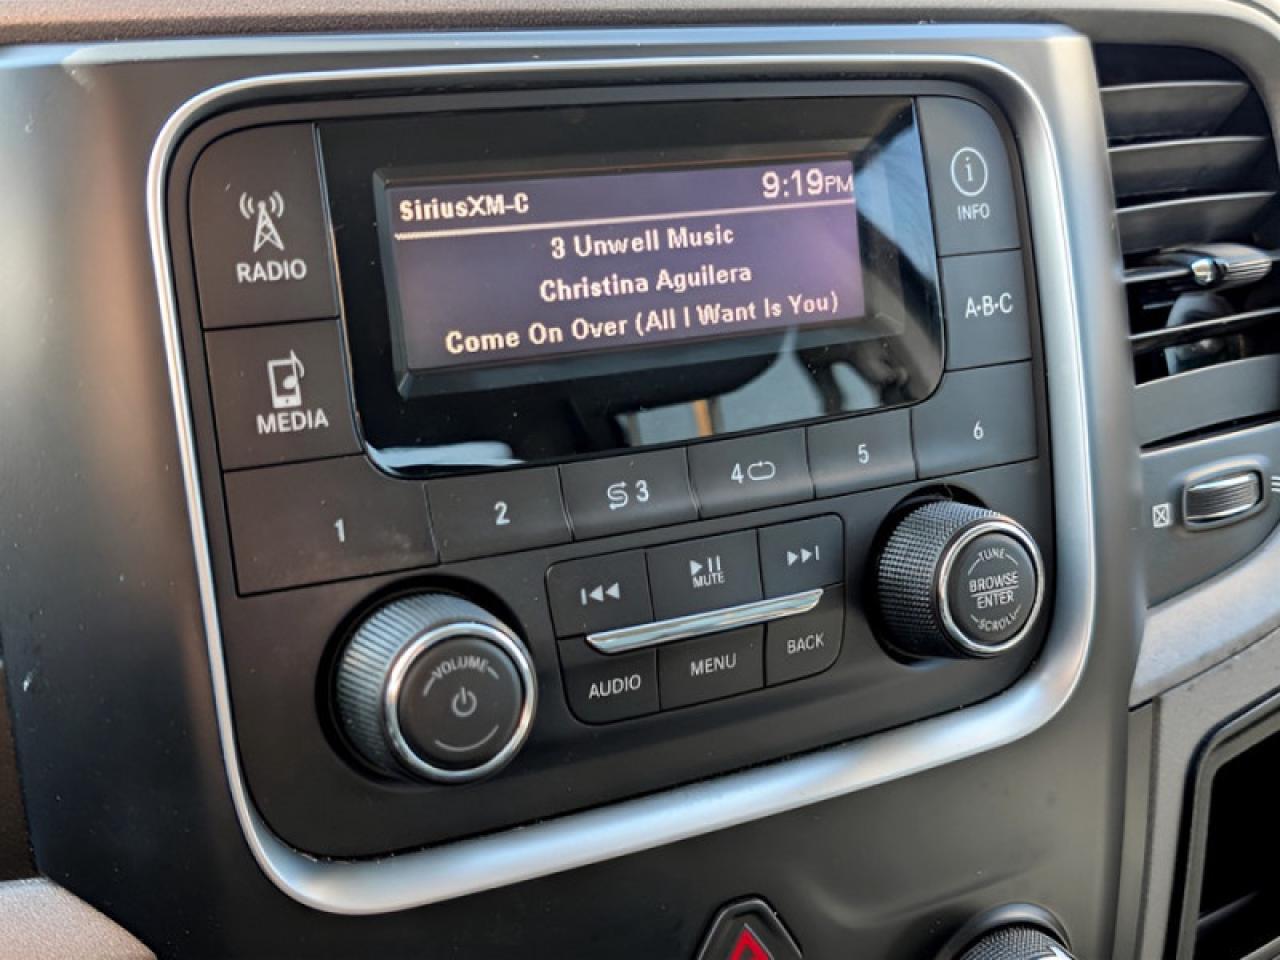 SiriusXM-C
9:19PM
3 Unwell Music
Christina Aguilera
Come On Over (All I Want Is You)
RADIO
MEDIA
i
INFO
A•B•C
1
2
3
4
5
6
MUTE
AUDIO
MENU
BACK
VOLUME
TUNE
BROWSE
ENTER
SCROLL